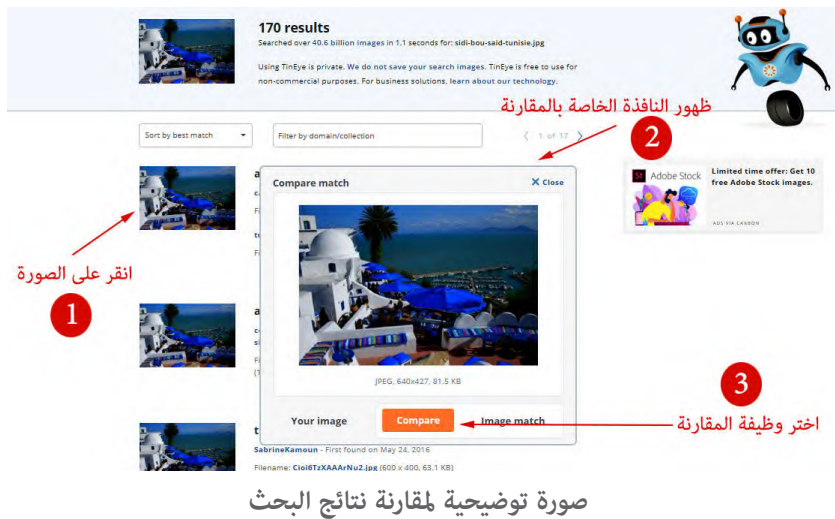 170 results
Searched over 40.6 billion images in 1.1 seconds for: sidi-bou-said-tunisie.jpg
Using TinEye is private. We do not save your search images. TinEye is free to use for
non-commercial purposes. For business solutions, learn about our technology.
ظهور النافذة الخاصة بالمقارنة
2
Sort by best match
Filter by domain/collection
1 of 17
Compare match
X Close
St Adobe Stock
Limited time offer: Get 10
free Adobe Stock images.
ADS VIA CARBON
انقر على الصورة
1
JPEG, 640x427, 81.5 KB
3
Your image
Compare
Image match
اختر وظيفة المقارنة
SabrineKamoun - First found on May 24, 2016
Filename: Cioi6TzXAAArNu2.jpg (600 x 400, 63.1 KB)
صورة توضيحية لمقارنة نتائج البحث